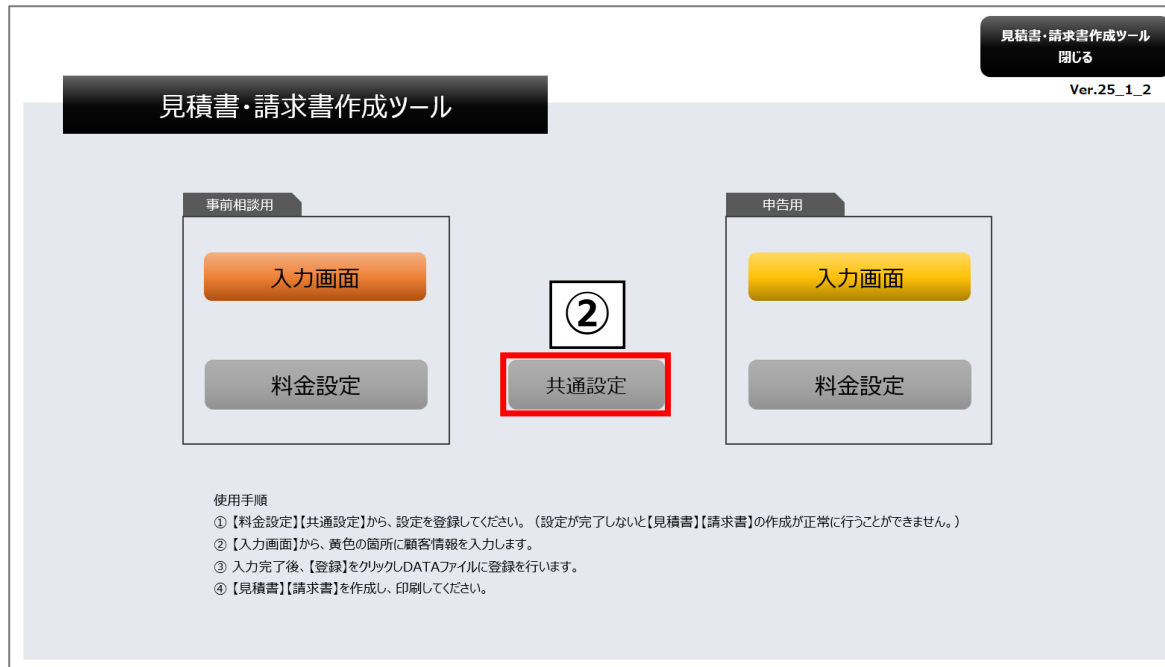 見積書・請求書作成ツール
閉じる
Ver.25_1_2
見積書・請求書作成ツール
事前相談用
入力画面
料金設定
②
共通設定
申告用
入力画面
料金設定
使用手順
① 【料金設定】【共通設定】から、設定を登録してください。（設定が完了しないと【見積書】【請求書】の作成が正常に行うことができません。）
② 【入力画面】から、黄色の箇所に顧客情報を入力します。
③ 入力完了後、【登録】をクリックしDATAファイルに登録を行います。
④ 【見積書】【請求書】を作成し、印刷してください。